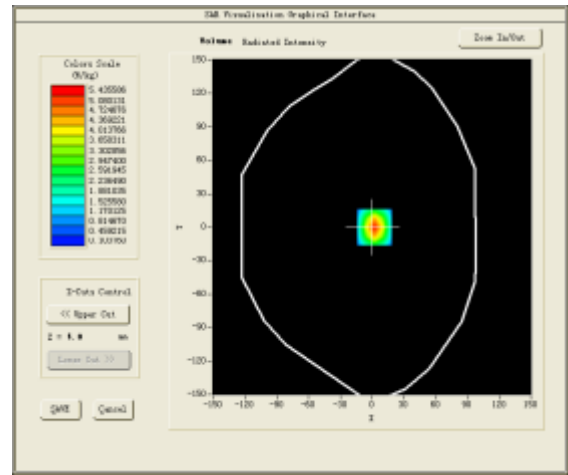 SAR Visualisation Graphical Interface
Volume Radiated Intensity
Zoom In/Out
Colors Scale
(W/kg)
5.435586
5.080131
4.724676
4.369221
4.013766
3.658311
3.302856
2.947400
2.591945
2.236490
1.881035
1.525580
1.170125
0.814670
0.459215
0.103760
150
120
90
60
30
0
-30
-60
-90
-120
-150
Y
-150 -120 -90 -60 -30 0 30 60 90 120 150
X
Z-Cuts Control
<< Upper Cut
Z = mm
Lower Cut >>
SAVE Cancel